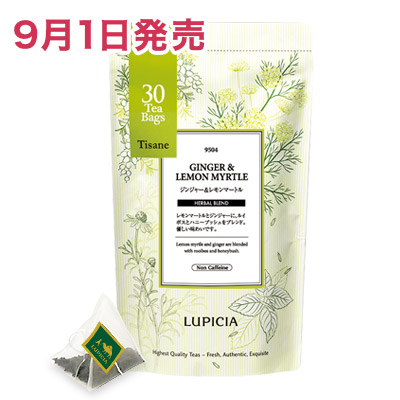 9月1日発売
30
Tea
Bags
Tisane
9504
GINGER &
LEMON MYRTLE
ジンジャー&レモンマートル
HERBAL BLEND
レモンマートルとジンジャーに、ルイ
ボスとハニーブッシュをブレンド。
優しい味わいです。
Lemon myrtle and ginger are blended
with rooibos and honeybush.
Non Caffeine
LUPICIA
Highest Quality Teas – Fresh, Authentic, Exquisite
LUPICIA